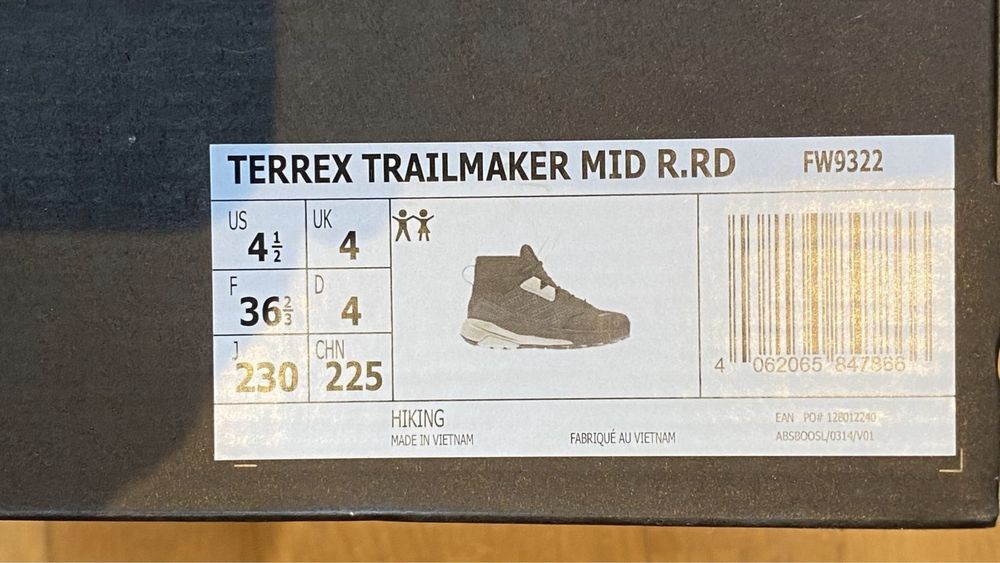 TERREX TRAILMAKER MID R.RD FW9322
US 4 1/2 UK 4
F 36 2/3 D 4
J 230 CHN 225
4 062065 847866
HIKING
MADE IN VIETNAM FABRIQUÉ AU VIETNAM
EAN PO# 128012240
ABSBOOSL/0314/V01